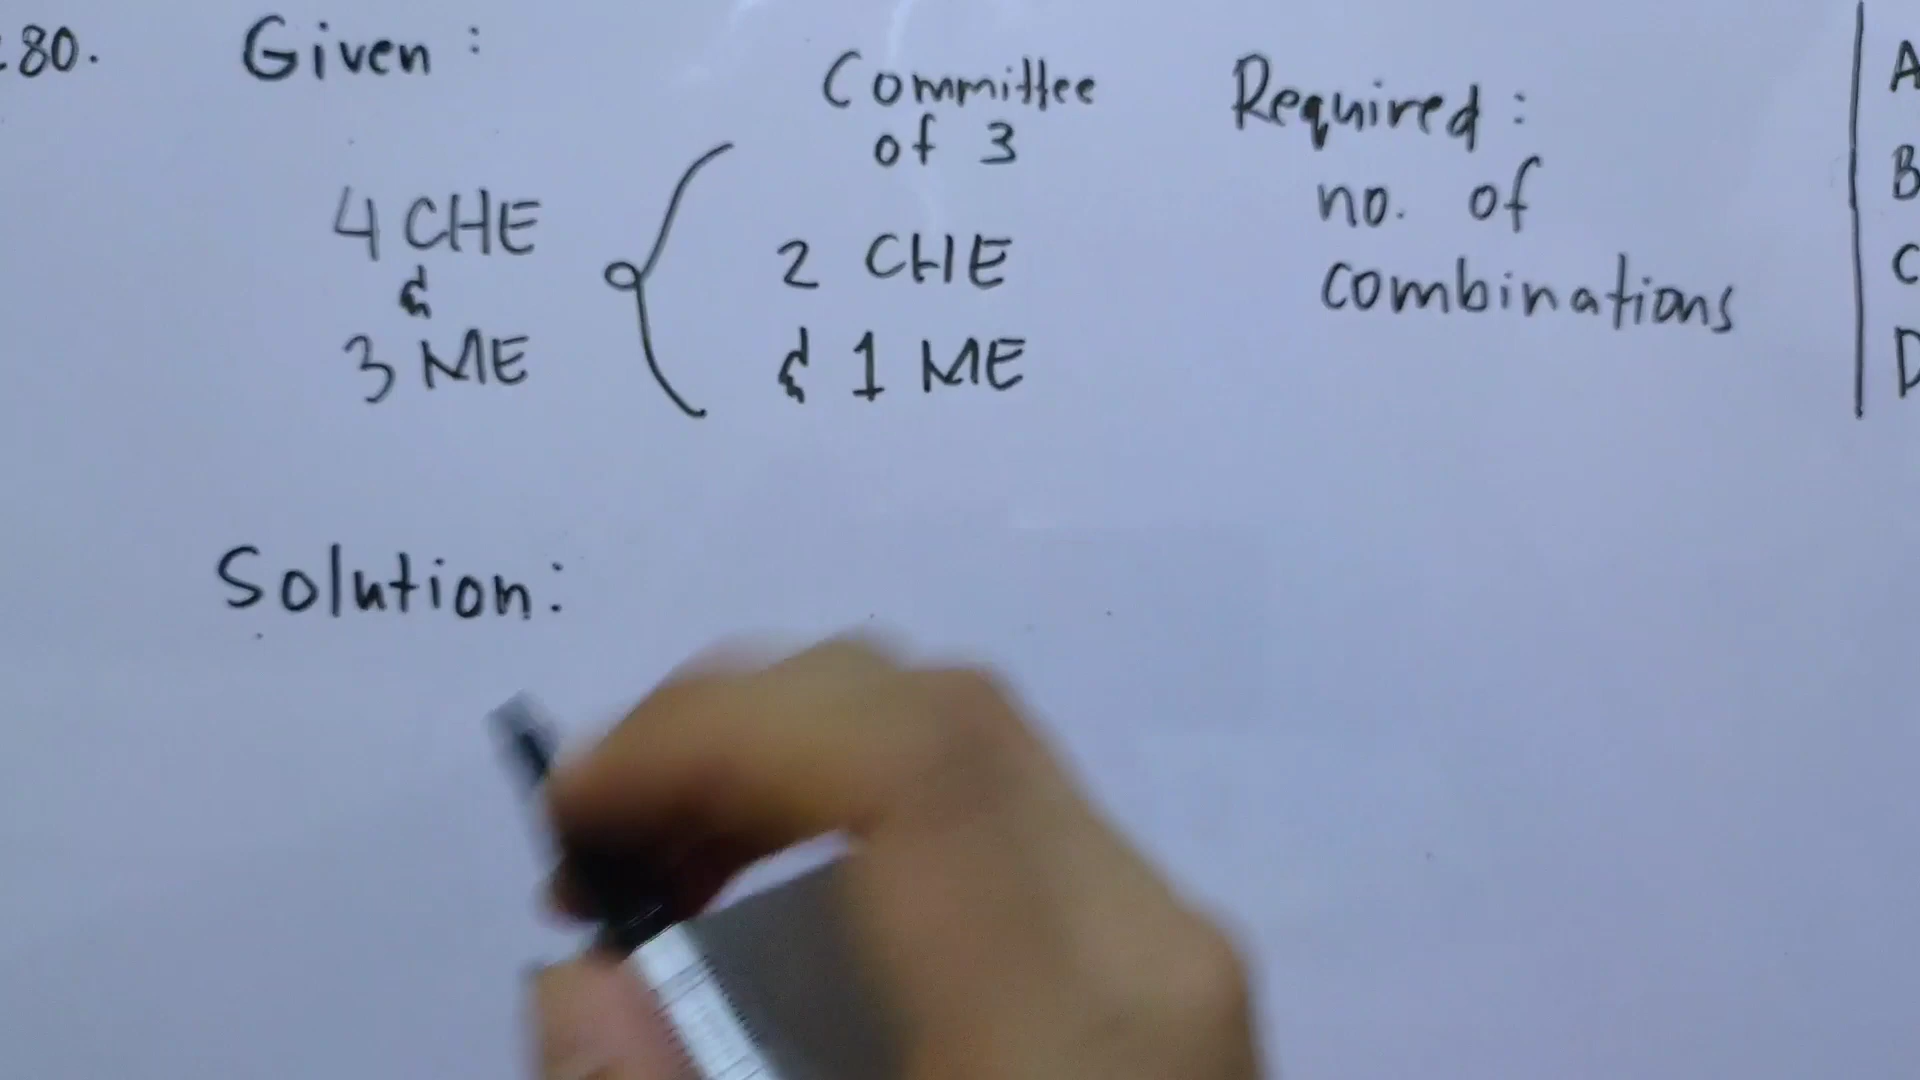 80.
Given :
Committee
of 3
Required :
no. of
combinations
4 CHE
&
3 ME
2 CHE
& 1 ME
A
B
C
D
Solution: